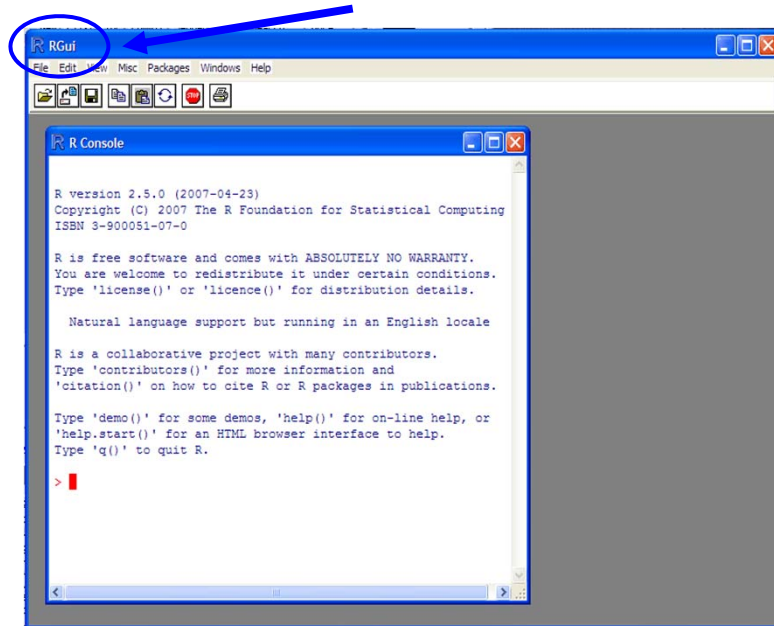 RGui
File Edit View Misc Packages Windows Help
STOP
R Console
R version 2.5.0 (2007-04-23)
Copyright (C) 2007 The R Foundation for Statistical Computing
ISBN 3-900051-07-0
R is free software and comes with ABSOLUTELY NO WARRANTY.
You are welcome to redistribute it under certain conditions.
Type 'license()' or 'licence()' for distribution details.
Natural language support but running in an English locale
R is a collaborative project with many contributors.
Type 'contributors()' for more information and
'citation()' on how to cite R or R packages in publications.
Type 'demo()' for some demos, 'help()' for on-line help, or
'help.start()' for an HTML browser interface to help.
Type 'q()' to quit R.
>